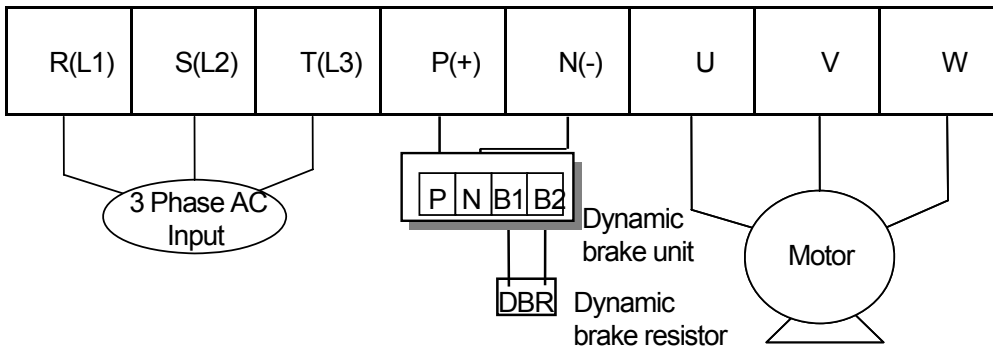 R(L1) S(L2) T(L3) P(+) N(-) U V W
3 Phase AC
Input
P N B1 B2
Dynamic
brake unit
Motor
DBR
Dynamic
brake resistor